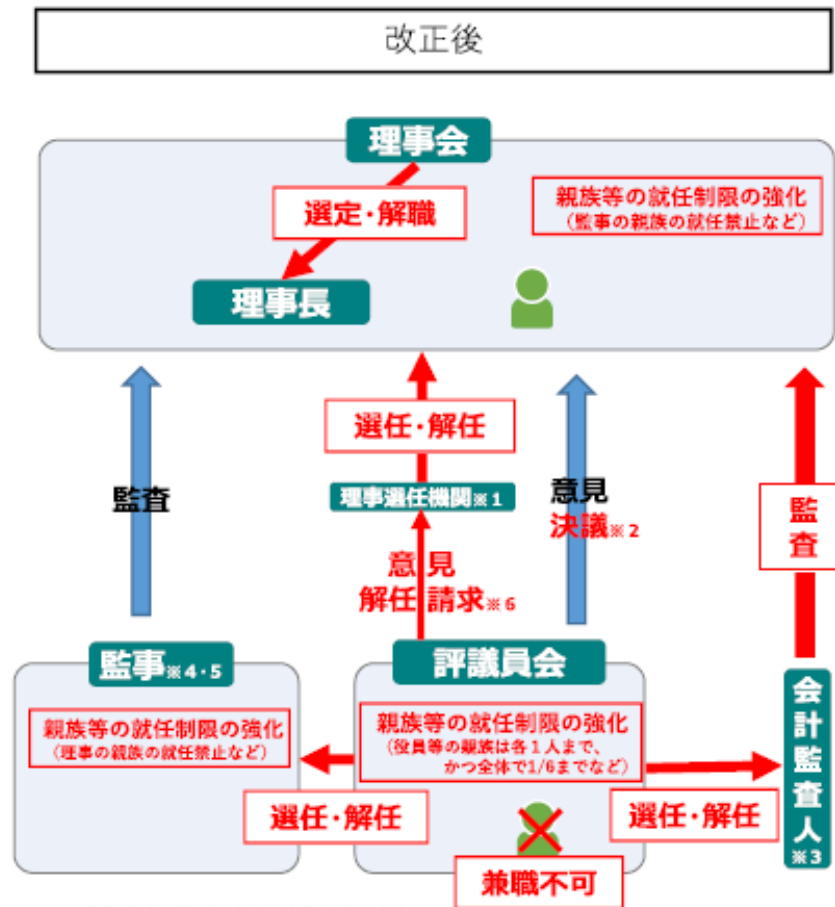 改正後
理事会
選定・解職
親族等の就任制限の強化
(監事の親族の就任禁止など)
理事長
選任・解任
理事選任機関※1
監査
意見
決議※2
監査
意見
解任請求※6
監事※4・5
評議員会
会計監査人※3
親族等の就任制限の強化
(理事の親族の就任禁止など)
親族等の就任制限の強化
(役員等の親族は各1人まで、
かつ全体で1/6までなど)
選任・解任
選任・解任
兼職不可